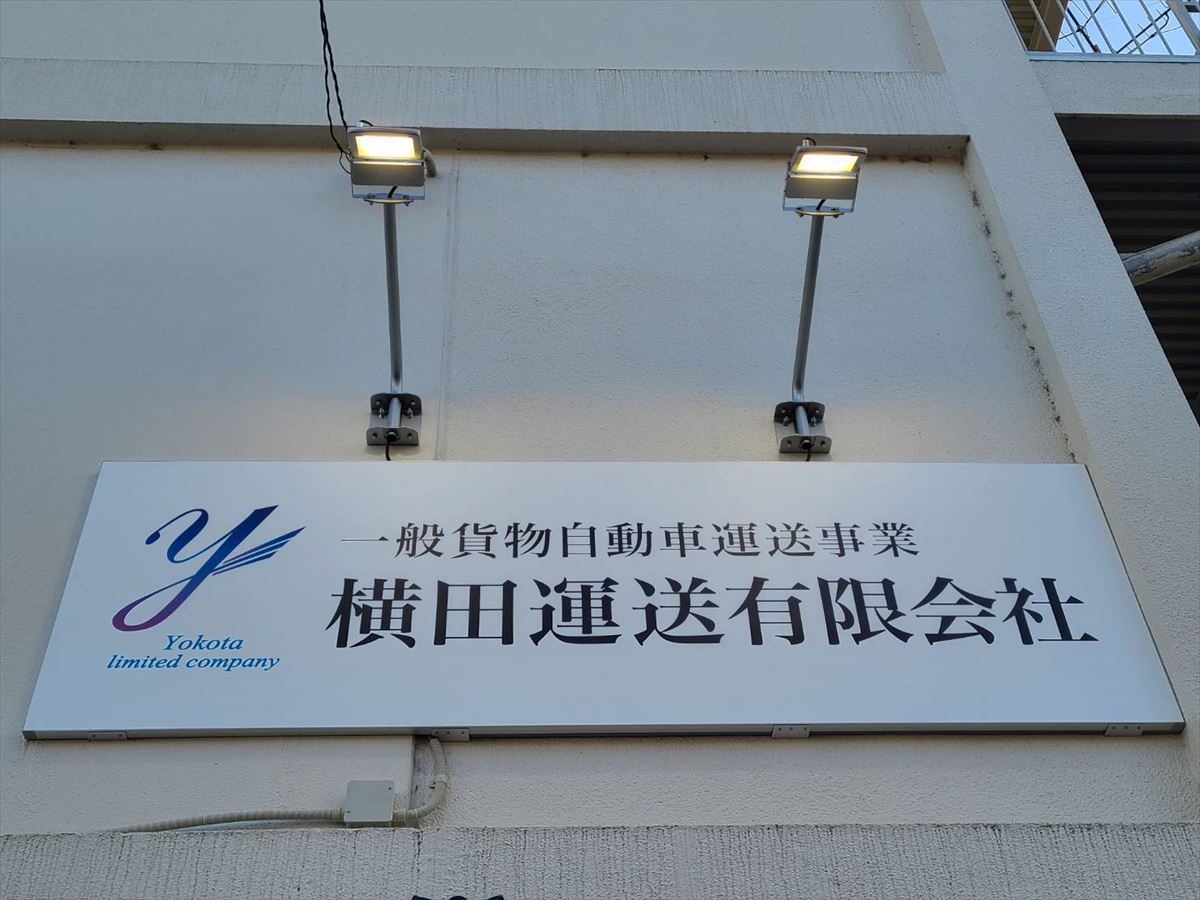 y
Yokota
limited company
一般貨物自動車運送事業
横田運送有限会社